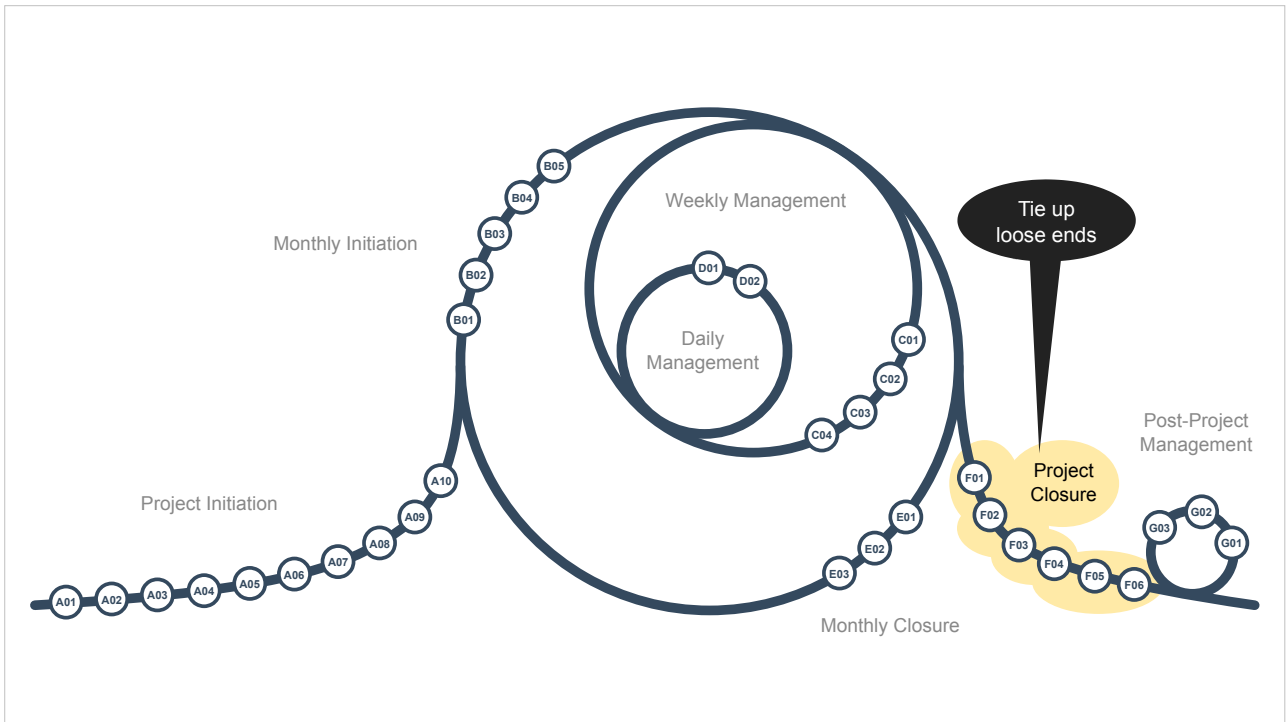 B05
B04
B03
B02
B01
Monthly Initiation
Weekly Management
D01
D02
Daily
Management
C01
C02
C03
C04
Tie up
loose ends
Project Initiation
A01
A02
A03
A04
A05
A06
A07
A08
A09
A10
E01
E02
E03
Monthly Closure
Project
Closure
F01
F02
F03
F04
F05
F06
Post-Project
Management
G03
G02
G01